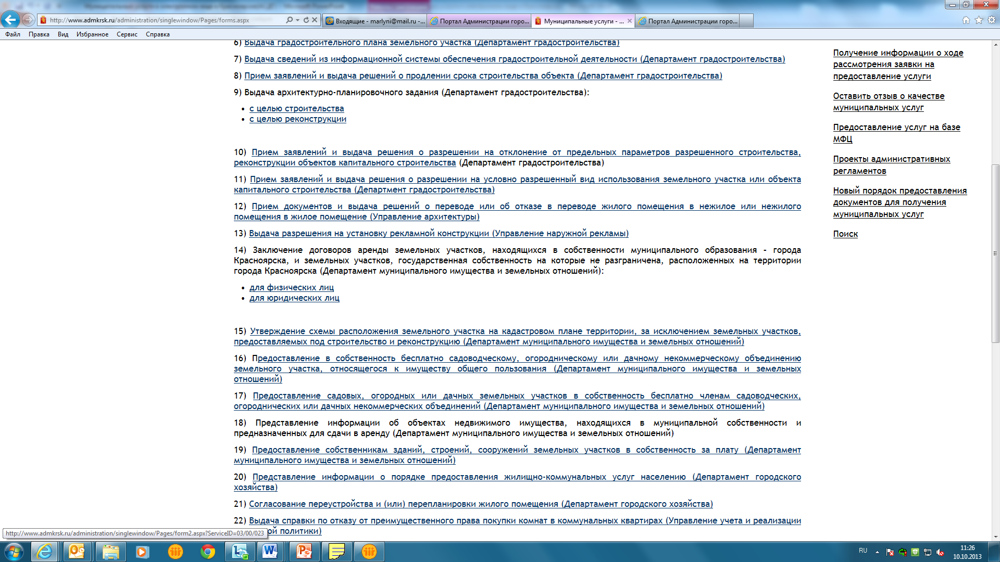 http://www.admkrsk.ru/administration/singlewindow/Pages/forms.aspx
Входящие - marlyni@mail.ru -...
Портал Администрации горо...
Муниципальные услуги - ...
Портал Администрации горо...
Файл Правка Вид Избранное Сервис Справка
6) Выдача градостроительного плана земельного участка (Департамент градостроительства)
7) Выдача сведений из информационной системы обеспечения градостроительной деятельности (Департамент градостроительства)
8) Прием заявлений и выдача решений о продлении срока строительства объекта (Департамент градостроительства)
9) Выдача архитектурно-планировочного задания (Департамент градостроительства):
• с целью строительства
• с целью реконструкции
10) Прием заявлений и выдача решения о разрешении на отклонение от предельных параметров разрешенного строительства,
реконструкции объектов капитального строительства (Департамент градостроительства)
11) Прием заявлений и выдача решения о разрешении на условно разрешенный вид использования земельного участка или объекта
капитального строительства (Департмент градостроительства)
12) Прием документов и выдача решений о переводе или об отказе в переводе жилого помещения в нежилое или нежилого
помещения в жилое помещение (Управление архитектуры)
13) Выдача разрешения на установку рекламной конструкции (Управление наружной рекламы)
14) Заключение договоров аренды земельных участков, находящихся в собственности муниципального образования – города
Красноярска, и земельных участков, государственная собственность на которые не разграничена, расположенных на территории
города Красноярска (Департамент муниципального имущества и земельных отношений):
• для физических лиц
• для юридических лиц
15) Утверждение схемы расположения земельного участка на кадастровом плане территории, за исключением земельных участков,
предоставляемых под строительство и реконструкцию (Департамент муниципального имущества и земельных отношений)
16) Предоставление в собственность бесплатно садоводческому, огородническому или дачному некоммерческому объединению
земельного участка, относящегося к имуществу общего пользования (Департамент муниципального имущества и земельных
отношений)
17) Предоставление садовых, огородных или дачных земельных участков в собственность бесплатно членам садоводческих,
огороднических или дачных некоммерческих объединений (Департамент муниципального имущества и земельных отношений)
18) Представление информации об объектах недвижимого имущества, находящихся в муниципальной собственности и
предназначенных для сдачи в аренду (Департамент муниципального имущества и земельных отношений)
19) Предоставление собственникам зданий, строений, сооружений земельных участков в собственность за плату (Департамент
муниципального имущества и земельных отношений)
20) Представление информации о порядке предоставления жилищно-коммунальных услуг населению (Департамент городского
хозяйства)
21) Согласование переустройства и (или) перепланировки жилого помещения (Департамент городского хозяйства)
22) Выдача справки по отказу от преимущественного права покупки комнат в коммунальных квартирах (Управление учета и реализации
ой политики)
Получение информации о ходе
рассмотрения заявки на
предоставление услуги
Оставить отзыв о качестве
муниципальных услуг
Предоставление услуг на базе
МФЦ
Проекты административных
регламентов
Новый порядок предоставления
документов для получения
муниципальных услуг
Поиск
http://www.admkrsk.ru/administration/singlewindow/Pages/form2.aspx?ServiceID=03/00/023
RU
11:26
10.10.2013